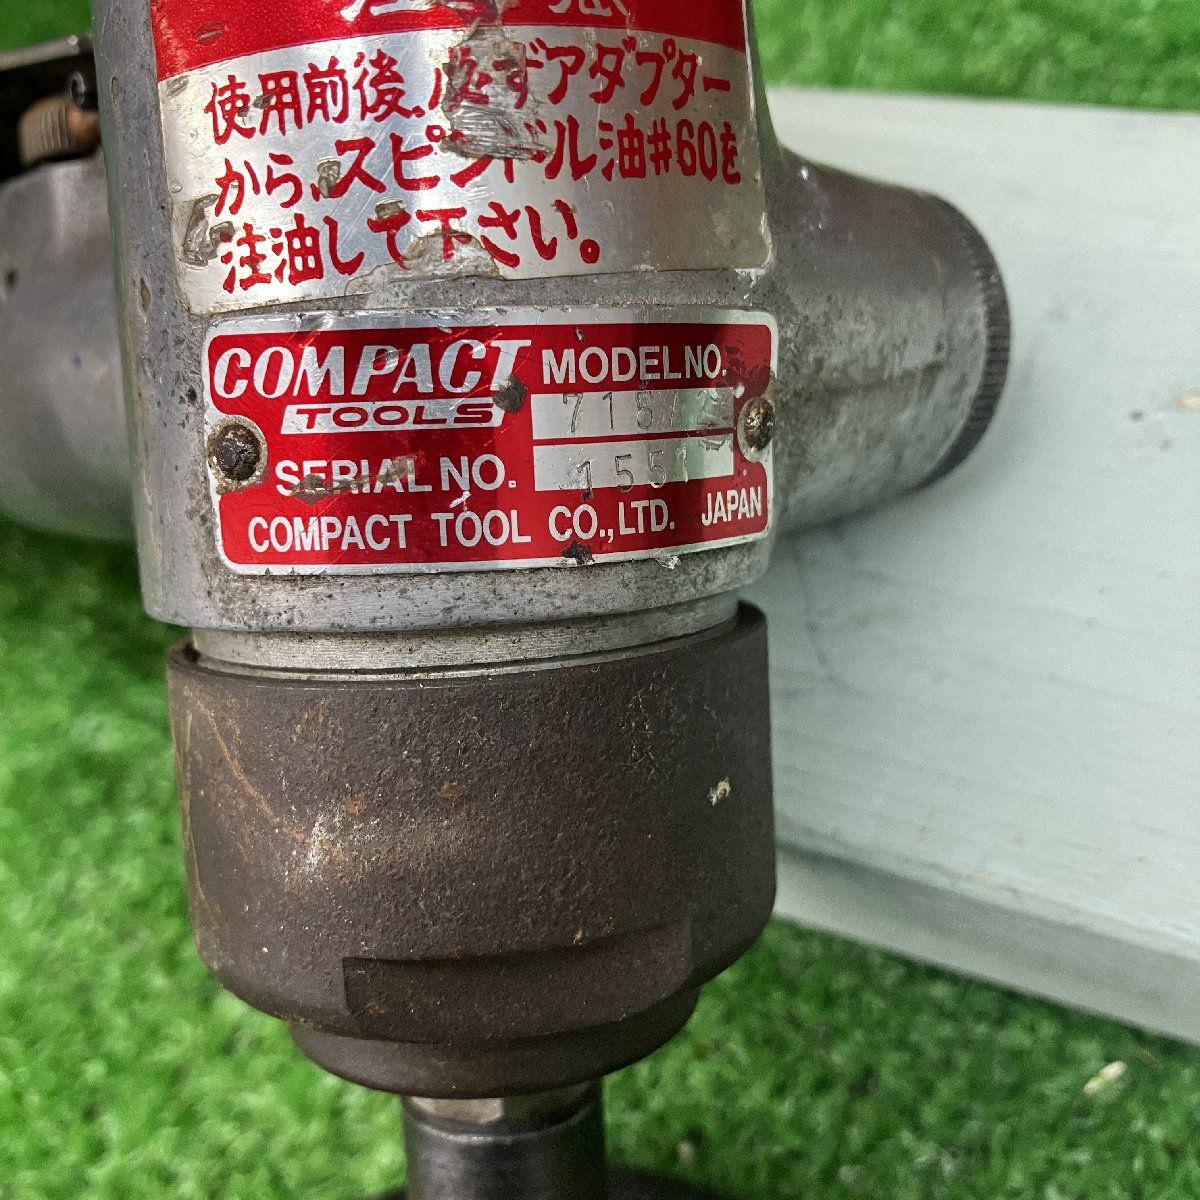 使用前後、必ずアダプター
から、スピンドル油#60を
注油して下さい。
COMPACT
TOOLS
MODEL NO.
SERIAL NO.
1551
COMPACT TOOL CO.,LTD. JAPAN